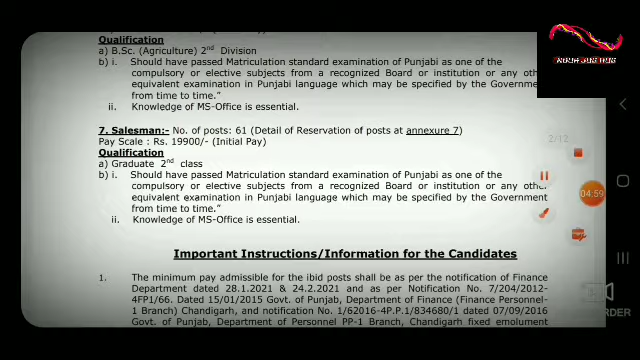 Qualification
a) B.Sc. (Agriculture) 2nd Division
b) i. Should have passed Matriculation standard examination of Punjabi as one of the
compulsory or elective subjects from a recognized Board or institution or any othe
equivalent examination in Punjabi language which may be specified by the Government
from time to time."
ii. Knowledge of MS-Office is essential.
7. Salesman:- No. of posts: 61 (Detail of Reservation of posts at annexure 7)
Pay Scale : Rs. 19900/- (Initial Pay)
2/12
Qualification
a) Graduate 2nd class
b) i. Should have passed Matriculation standard examination of Punjabi as one of the
compulsory or elective subjects from a recognized Board or institution or any other
equivalent examination in Punjabi language which may be specified by the Government
from time to time."
04:59
ii. Knowledge of MS-Office is essential.
Important Instructions/Information for the Candidates
1. The minimum pay admissible for the ibid posts shall be as per the notification of Finance
Department dated 28.1.2021 & 24.2.2021 and as per Notification No. 7/204/2012-
4FP1/66. Dated 15/01/2015 Govt. of Punjab, Department of Finance (Finance Personnel-
1 Branch) Chandigarh, and notification No. 1/62016-4P.P.1/834680/1 dated 07/09/2016
RDER
Govt. of Punjab, Department of Personnel PP-1 Branch, Chandigarh fixed emolument